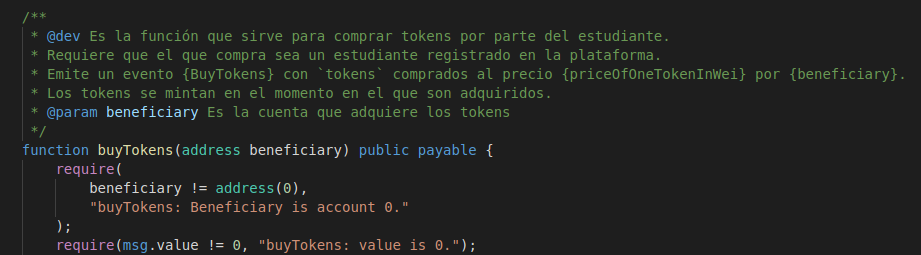 /**
 * @dev Es la función que sirve para comprar tokens por parte del estudiante.
 * Requiere que el que compra sea un estudiante registrado en la plataforma.
 * Emite un evento {BuyTokens} con `tokens` comprados al precio {priceOfOneTokenInWei} por {beneficiary}.
 * Los tokens se mintan en el momento en el que son adquiridos.
 * @param beneficiary Es la cuenta que adquiere los tokens
 */
function buyTokens(address beneficiary) public payable {
    require(
        beneficiary != address(0),
        "buyTokens: Beneficiary is account 0."
    );
    require(msg.value != 0, "buyTokens: value is 0.");